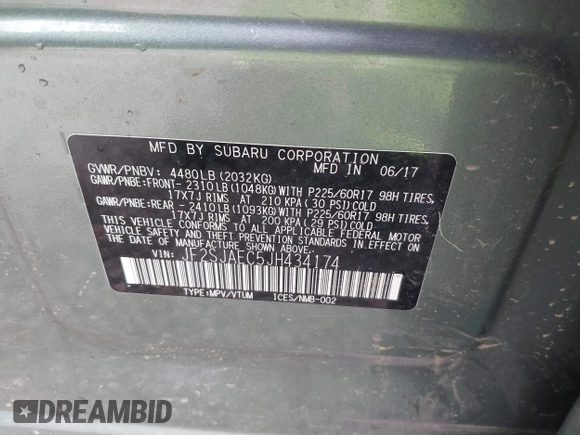 MFD BY SUBARU CORPORATION
MFD IN 06/17
GVWR/PNBV: 4480LB (2032KG)
GAWR/PNBE:FRONT- 2310LB(1048KG)WITH P225/60R17 98H TIRES,
17X7J RIMS AT 210 KPA(30 PSI)COLD
GAWR/PNBE:REAR -2410LB(1093KG)WITH P225/60R17 98H TIRES,
17X7J RIMS AT 200 KPA(29 PSI)COLD
THIS VEHICLE CONFORMS TO ALL APPLICABLE FEDERAL MOTOR
VEHICLE SAFETY AND THEFT PREVENTION STANDARDS IN EFFECT
ON THE DATE OF MANUFACTURE SHOWN ABOVE.
VIN: JF2SJAEC5JH434174
TYPE:MPV/VTUM ICES/NMB-002
DREAMBID